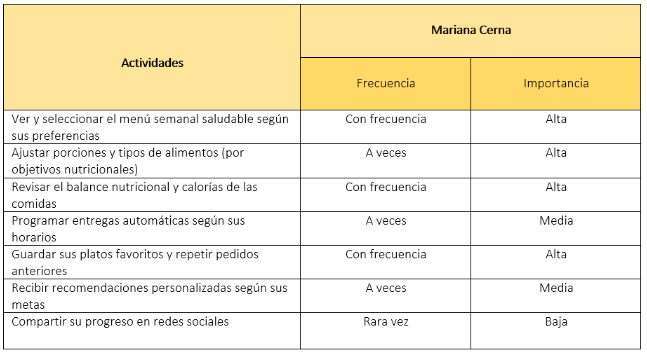 Actividades
Mariana Cerna
Frecuencia
Importancia
Ver y seleccionar el menú semanal saludable según
sus preferencias
Con frecuencia
Alta
Ajustar porciones y tipos de alimentos (por
objetivos nutricionales)
A veces
Alta
Revisar el balance nutricional y calorías de las
comidas
Con frecuencia
Alta
Programar entregas automáticas según sus
horarios
A veces
Media
Guardar sus platos favoritos y repetir pedidos
anteriores
Con frecuencia
Alta
Recibir recomendaciones personalizadas según sus
metas
A veces
Media
Compartir su progreso en redes sociales
Rara vez
Baja